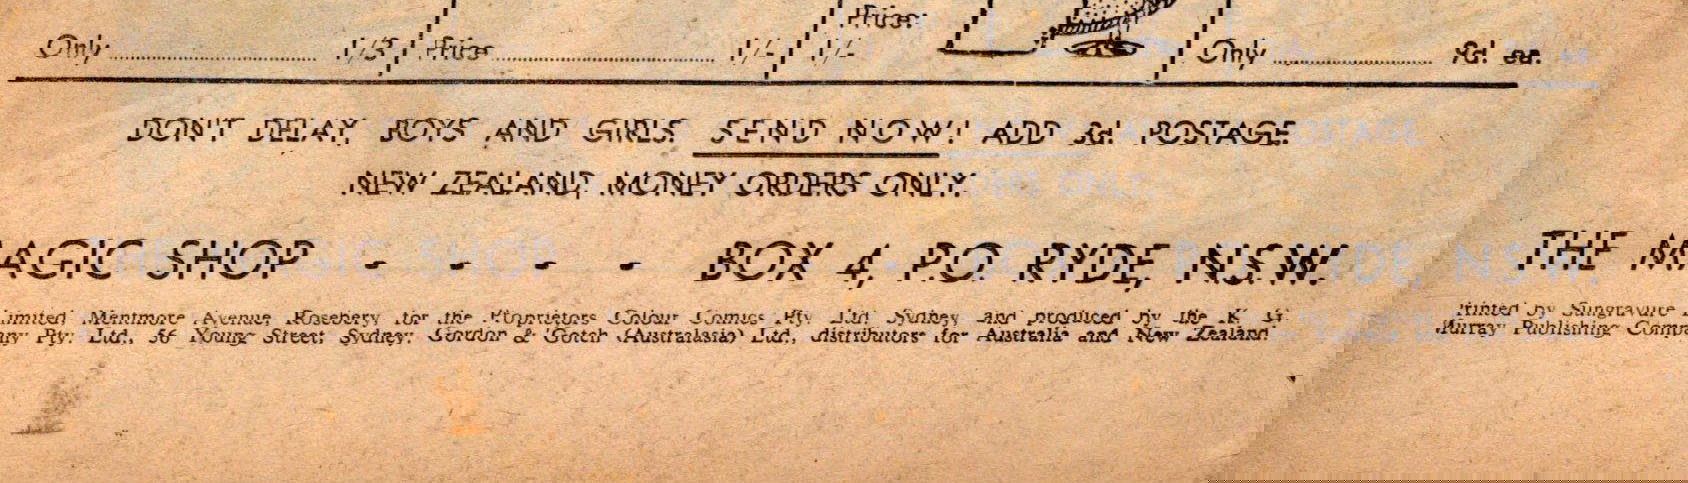 Only 1/3 Price 1/- Price: 1/- Only 9d. ea.
DON'T DELAY, BOYS AND GIRLS. SEND NOW! ADD 3d. POSTAGE.
NEW ZEALAND, MONEY ORDERS ONLY.
MAGIC SHOP - - - - BOX 4, P.O. RYDE, N.S.W. THE M
Limited, Mentmore Avenue, Rosebery, for the Proprietors Colour Comics Pty. Ltd. Sydney and produced by the K. G. Printed by Sungravure
Pty. Ltd., 56 Young Street, Sydney. Gordon & Gotch (Australasia) Ltd., distributors for Australia and New Zealand. Murray Publishing Comp